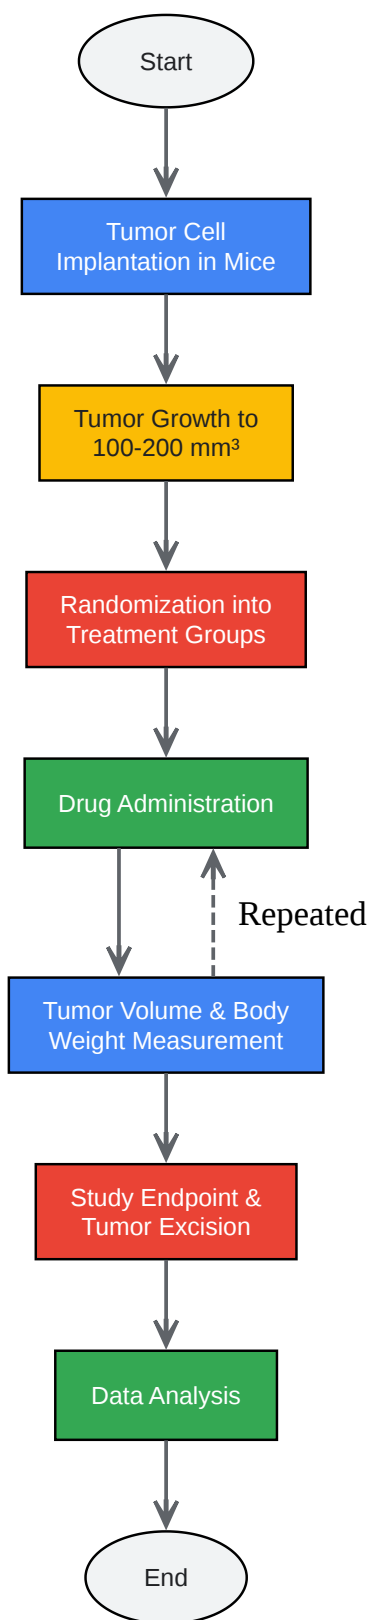 Start
Tumor Cell
Implantation in Mice
Tumor Growth to
100-200 mm³
Randomization into
Treatment Groups
Drug Administration
Repeated
Tumor Volume & Body
Weight Measurement
Study Endpoint &
Tumor Excision
Data Analysis
End